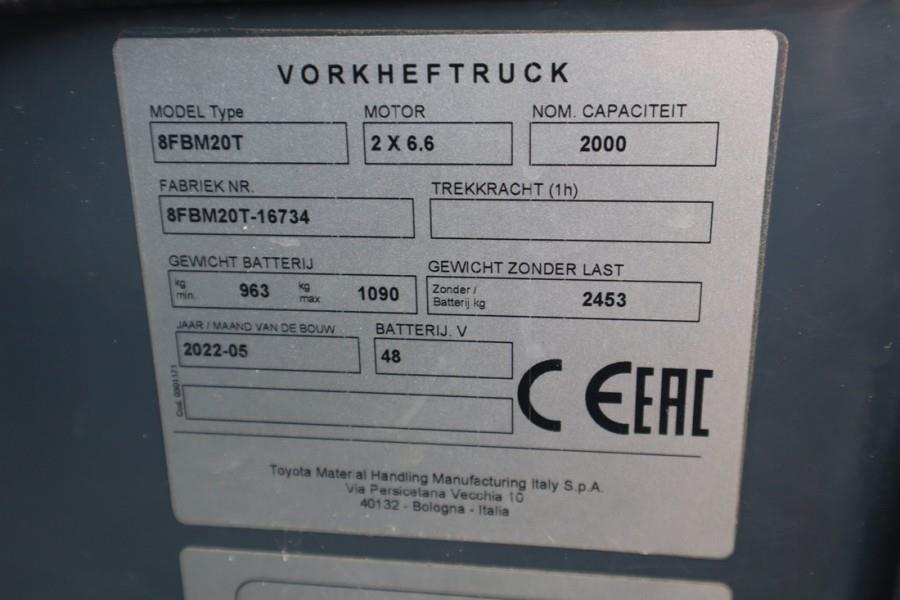 VORKHEFTRUCK
MODEL Type MOTOR NOM. CAPACITEIT
8FBM20T 2 X 6.6 2000
FABRIEK NR. TREKKRACHT (1h)
8FBM20T-16734
GEWICHT BATTERIJ GEWICHT ZONDER LAST
kg min. 963 kg max 1090 Zonder / Batterij kg 2453
JAAR / MAAND VAN DE BOUW BATTERIJ. V
2022-05 48
Cod. 0301171
CE EAC
Toyota Material Handling Manufacturing Italy S.p.A.
Via Persicetana Vecchia 10
40132 - Bologna - Italia